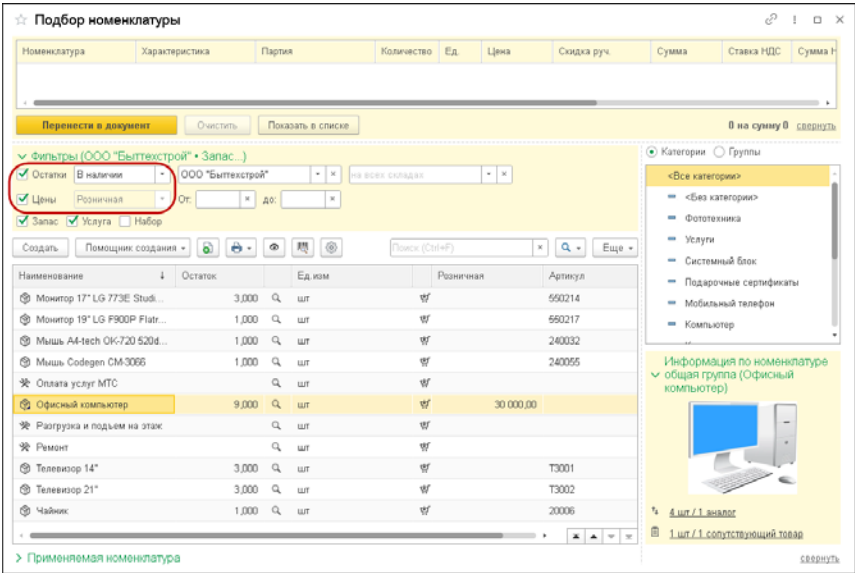 Подбор номенклатуры
Номенклатура Характеристика Партия Количество Ед. Цена Скидка руч. Сумма Ставка НДС Сумма Н
Перенести в документ Очистить Показать в списке 0 на сумму 0 свернуть
Фильтры (ООО "Быттехстрой" • Запас...)
Остатки В наличии ООО "Быттехстрой" на всех складах
Цены Розничная От: до:
Запас Услуга Набор
Создать Помощник создания Поиск (Ctrl+F) Еще
Наименование Остаток Ед.изм Розничная Артикул
Монитор 17" LG 773E Studi... 3,000 шт 550214
Монитор 19" LG F900P Flatr... 1,000 шт 550217
Мышь A4-tech OK-720 520d... 1,000 шт 240032
Мышь Codegen CM-3066 1,000 шт 240055
Оплата услуг МТС шт
Офисный компьютер 9,000 шт 30 000,00
Разгрузка и подъем на этаж шт
Ремонт шт
Телевизор 14" 3,000 шт T3001
Телевизор 21" 3,000 шт T3002
Чайник 1,000 шт 20006
Применяемая номенклатура
Категории Группы
<Все категории>
<Без категории>
Фототехника
Услуги
Системный блок
Подарочные сертификаты
Мобильный телефон
Компьютер
Информация по номенклатуре
общая группа (Офисный
компьютер)
4 шт / 1 аналог
1 шт / 1 сопутствующий товар
свернуть